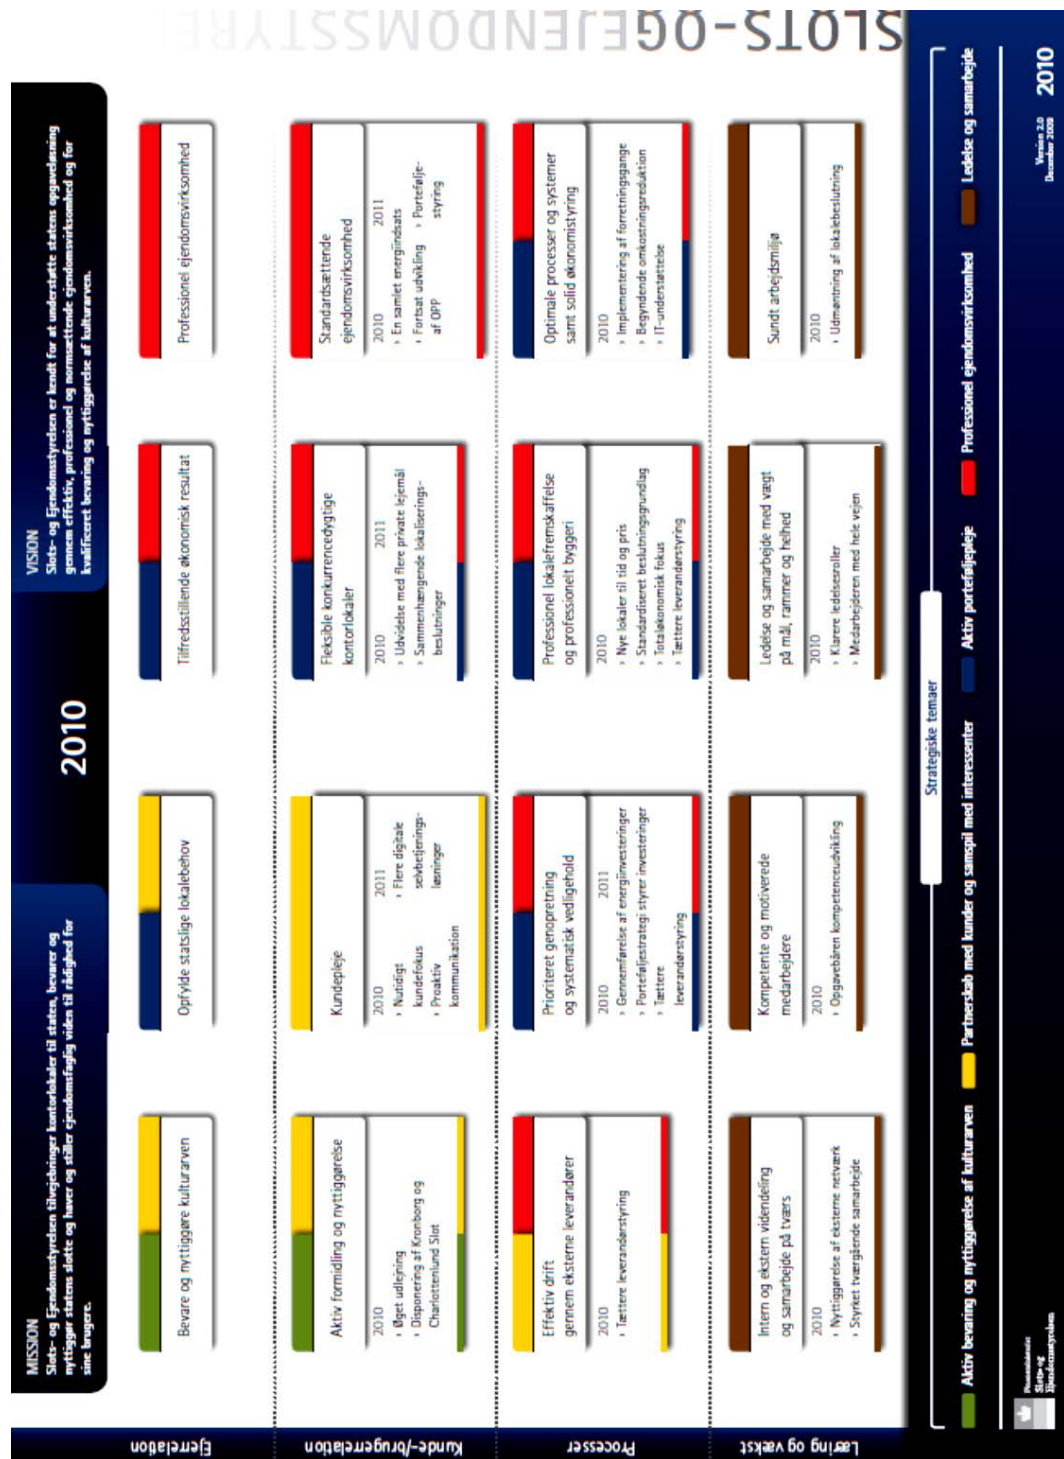 MISSION
Slots- og Ejendomsstyrelsen tilvejebringer kontorlokaler til staten, bevarer og
nyttiggør statens slotte og haver og stiller ejendomsfaglig viden til rådighed for
sine brugere.
2010
VISION
Slots- og Ejendomsstyrelsen er kendt for at understøtte statens opgaveløsning
gennem effektiv, professionel og normsættende ejendomsvirksomhed og for
kvalificeret bevaring og nyttiggørelse af kulturarven.
Ejerrelation
Bevare og nyttiggøre kulturarven
Opfylde statslige lokalebehov
Tilfredsstillende økonomisk resultat
Professionel ejendomsvirksomhed
Kunde-/brugerrelation
Aktiv formidling og nyttiggørelse
2010
› Øget udlejning
› Disponering af Kronborg og
Charlottenlund Slot
Kundepleje
2010
› Nutidigt
kundefokus
› Proaktiv
kommunikation
2011
› Flere digitale
selvbetjenings-
løsninger
Fleksible konkurrencedygtige
kontorlokaler
2010 2011
› Udvidelse med flere private lejemål
› Sammenhængende lokaliserings-
beslutninger
Standardsættende
ejendomsvirksomhed
2010 2011
› En samlet energiindsats
› Fortsat udvikling
af OPP
› Portefølje-
styring
Processer
Effektiv drift
gennem eksterne leverandører
2010
› Tættere leverandørstyring
Prioriteret genopretning
og systematisk vedligehold
2010 2011
› Gennemførelse af energiinvesteringer
› Porteføljestrategi styrer investeringer
› Tættere
leverandørstyring
Professionel lokalefremskaffelse
og professionelt byggeri
2010
› Nye lokaler til tid og pris
› Standardiseret beslutningsgrundlag
› Totaløkonomisk fokus
› Tættere leverandørstyring
Optimale processer og systemer
samt solid økonomistyring
2010
› Implementering af forretningsgange
› Begyndende omkostningsreduktion
› IT-understøttelse
Læring og vækst
Intern og ekstern videndeling
og samarbejde på tværs
2010
› Nyttiggørelse af eksterne netværk
› Styrket tværgående samarbejde
Kompetente og motiverede
medarbejdere
2010
› Opgavebåren kompetenceudvikling
Ledelse og samarbejde med vægt
på mål, rammer og helhed
2010
› Klarere ledelsesroller
› Medarbejderen med hele vejen
Sundt arbejdsmiljø
2010
› Udmøntning af lokalebeslutning
SLOTS-OGEJENDOMSSTYRE
Strategiske temaer
Aktiv bevaring og nyttiggørelse af kulturarven
Partnerskab med kunder og samspil med interessenter
Aktiv porteføljepleje
Professionel ejendomsvirksomhed
Ledelse og samarbejde
Finansministeriet
Slots- og
Ejendomsstyrelsen
Version 2.0
December 2009
2010